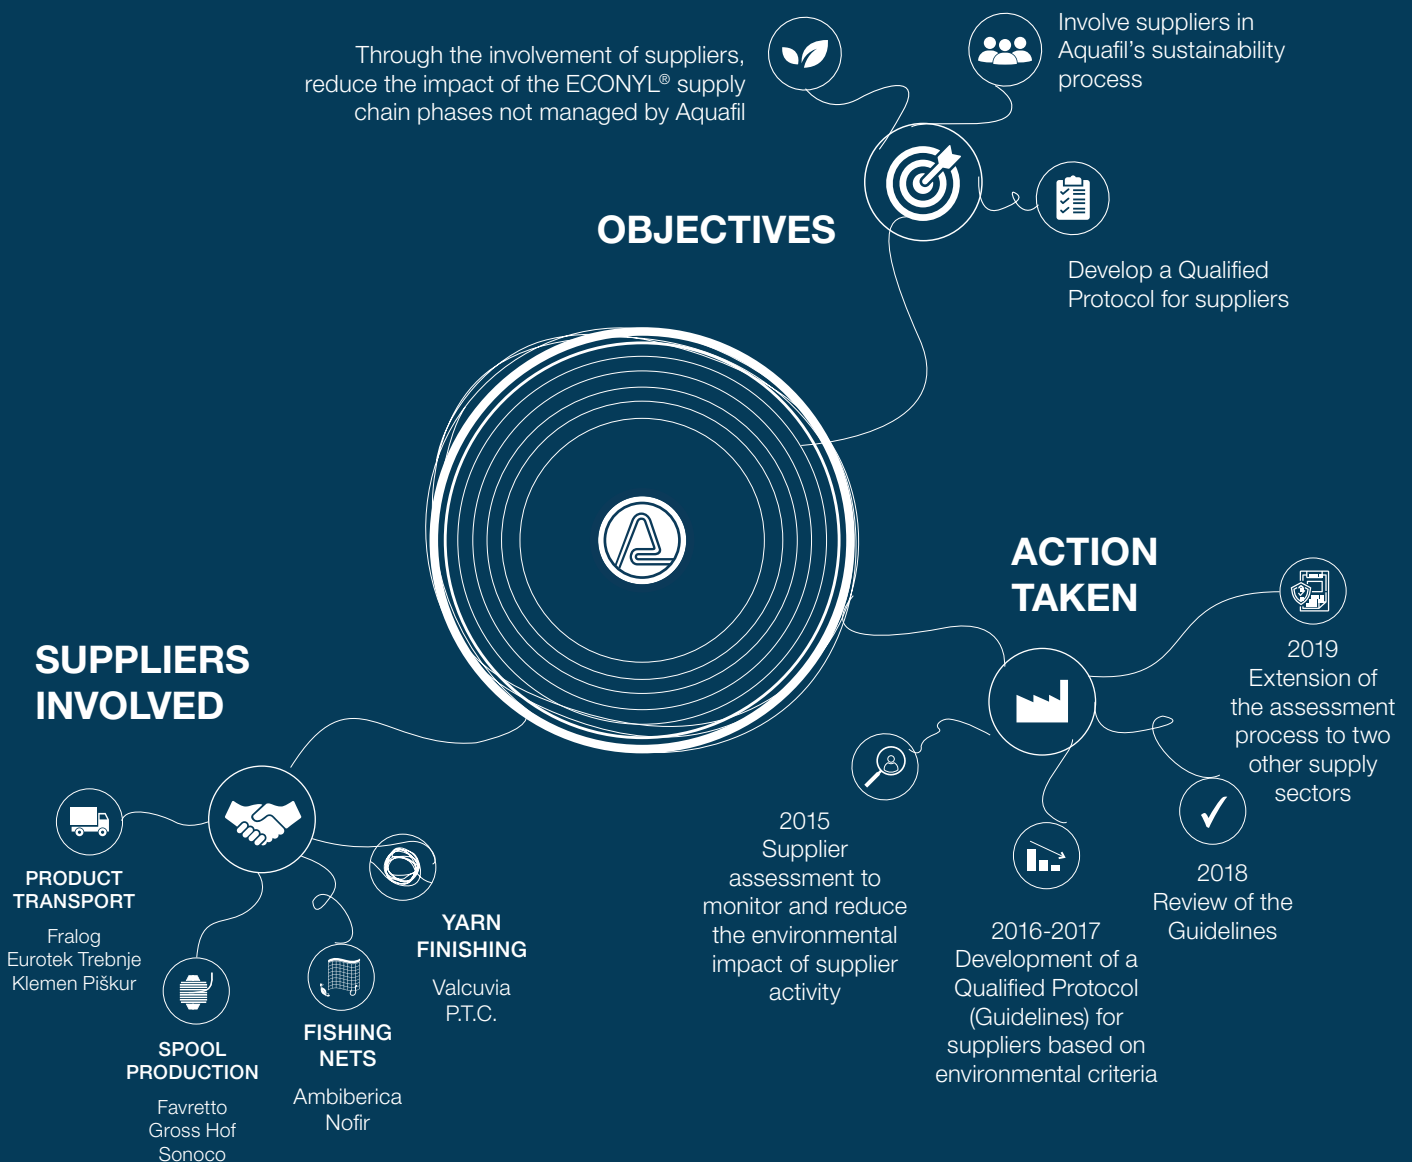 Through the involvement of suppliers,
reduce the impact of the ECONYL® supply
chain phases not managed by Aquafil
Involve suppliers in
Aquafil's sustainability
process
OBJECTIVES
Develop a Qualified
Protocol for suppliers
ACTION
TAKEN
2015
Supplier
assessment to
monitor and reduce
the environmental
impact of supplier
activity
2016-2017
Development of a
Qualified Protocol
(Guidelines) for
suppliers based on
environmental criteria
2018
Review of the
Guidelines
2019
Extension of
the assessment
process to two
other supply
sectors
SUPPLIERS
INVOLVED
PRODUCT
TRANSPORT
Fralog
Eurotek Trebnje
Klemen Piškur
SPOOL
PRODUCTION
Favretto
Gross Hof
Sonoco
FISHING
NETS
Ambiberica
Nofir
YARN
FINISHING
Valcuvia
P.T.C.